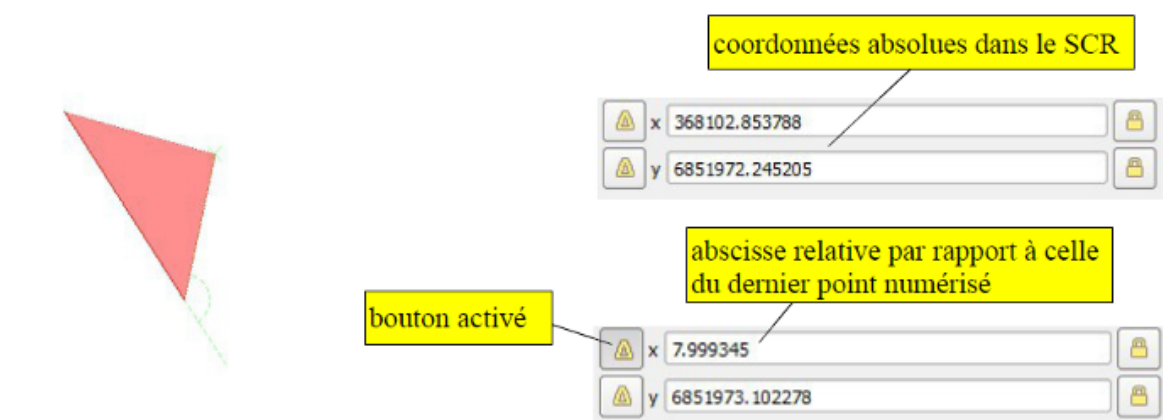 coordonnées absolues dans le SCR
x 368102.853788
y 6851972.245205
abscisse relative par rapport à celle
du dernier point numérisé
bouton activé
x 7.999345
y 6851973.102278